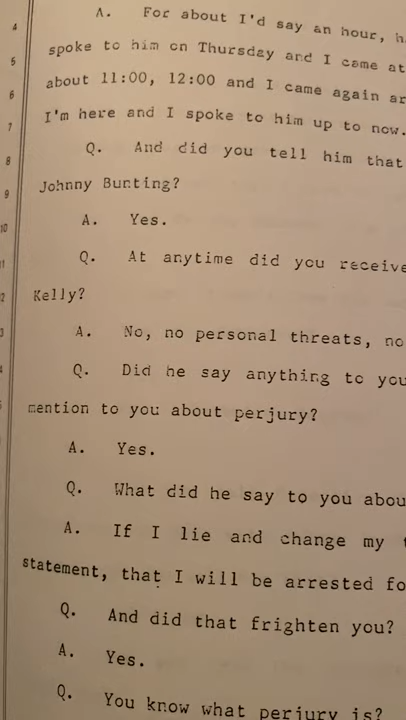 4 A. For about I'd say an hour,
5 spoke to him on Thursday and I came at
6 about 11:00, 12:00 and I came again
7 I'm here and I spoke to him up to now.
8 Q. And did you tell him that
9 Johnny Bunting?
10 A. Yes.
Q. At anytime did you receive
Kelly?
A. No, no personal threats, no
Q. Did he say anything to you
mention to you about perjury?
A. Yes.
Q. What did he say to you
A. If I lie and change my
statement, that I will be arrested
Q. And did that frighten you?
A. Yes.
Q. You know what perjury is?